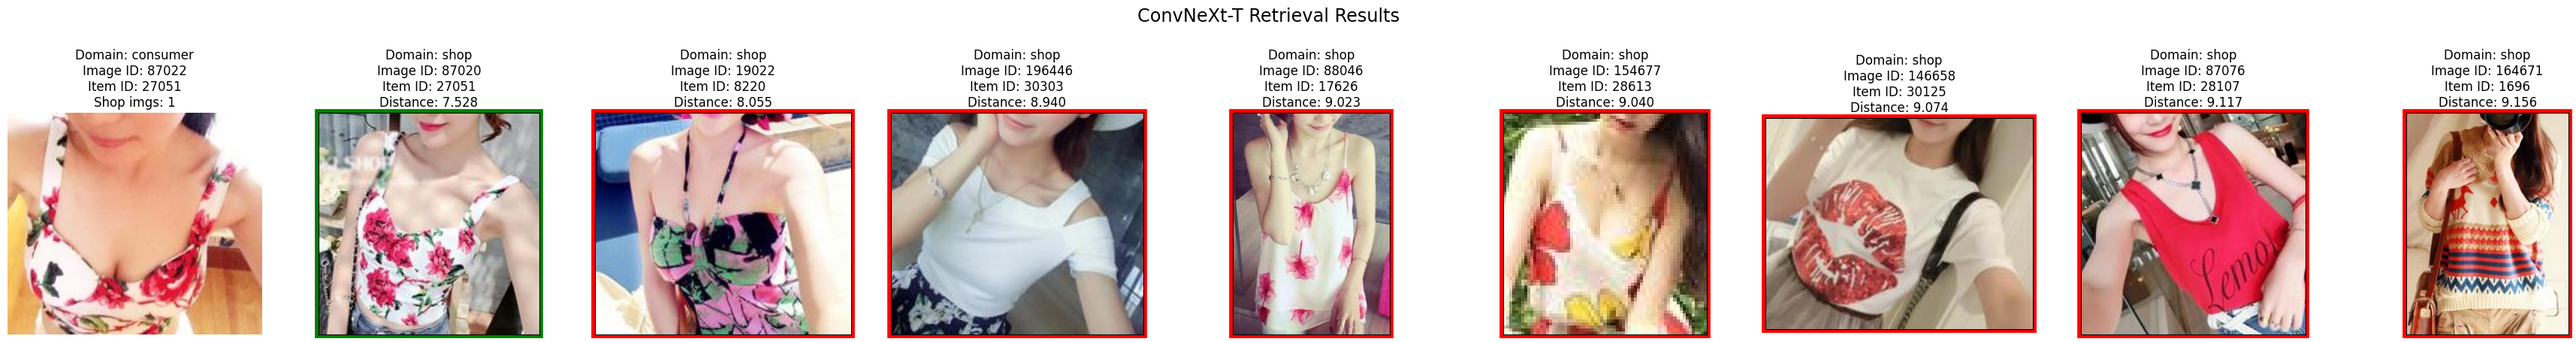 ConvNeXt-T Retrieval Results
Domain: consumer
Image ID: 87022
Item ID: 27051
Shop imgs: 1
Domain: shop
Image ID: 87020
Item ID: 27051
Distance: 7.528
Domain: shop
Image ID: 19022
Item ID: 8220
Distance: 8.055
Domain: shop
Image ID: 196446
Item ID: 30303
Distance: 8.940
Domain: shop
Image ID: 88046
Item ID: 17626
Distance: 9.023
Domain: shop
Image ID: 154677
Item ID: 28613
Distance: 9.040
Domain: shop
Image ID: 146658
Item ID: 30125
Distance: 9.074
Domain: shop
Image ID: 87076
Item ID: 28107
Distance: 9.117
Domain: shop
Image ID: 164671
Item ID: 1696
Distance: 9.156
SHOP
Lemon